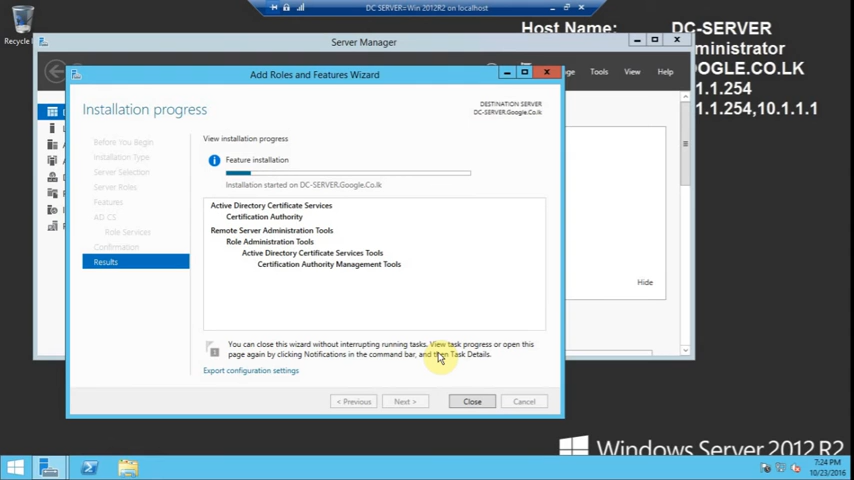 DC SERVER=Win 2012R2 on localhost
Recycle
Host Name: DC-SERVER
ministrator
OOGLE.CO.LK
1.1.254
1.1.254,10.1.1.1
Server Manager
Tools View Help
Add Roles and Features Wizard
Installation progress
DESTINATION SERVER
DC-SERVER.Google.Co.lk
Before You Begin
Installation Type
Server Selection
Server Roles
Features
AD CS
Role Services
Confirmation
Results
View installation progress
Feature installation
Installation started on DC-SERVER.Google.Co.lk
Active Directory Certificate Services
Certification Authority
Remote Server Administration Tools
Role Administration Tools
Active Directory Certificate Services Tools
Certification Authority Management Tools
Hide
You can close this wizard without interrupting running tasks. View task progress or open this
page again by clicking Notifications in the command bar, and then Task Details.
Export configuration settings
< Previous Next > Close Cancel
Windows Server 2012 R2
7:24 PM
10/23/2016